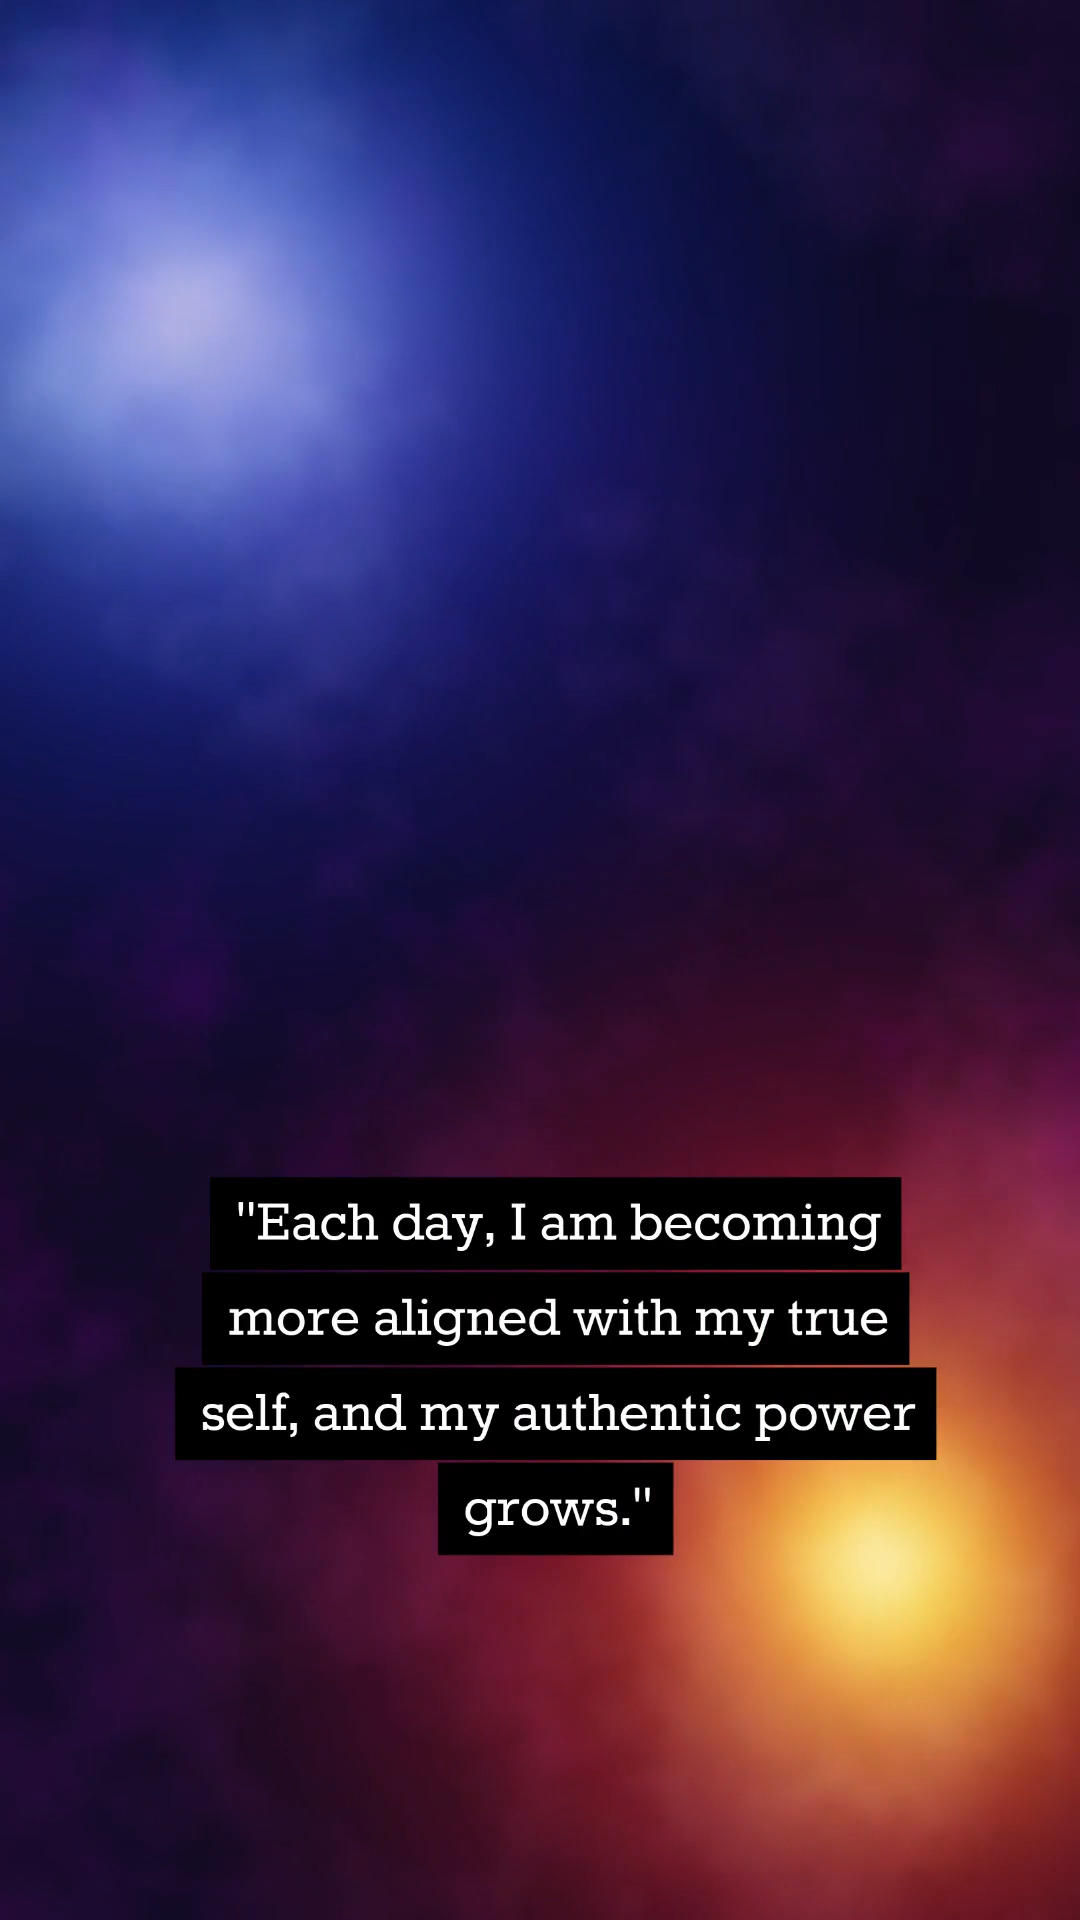 "Each day, I am becoming
more aligned with my true
self, and my authentic power
grows."